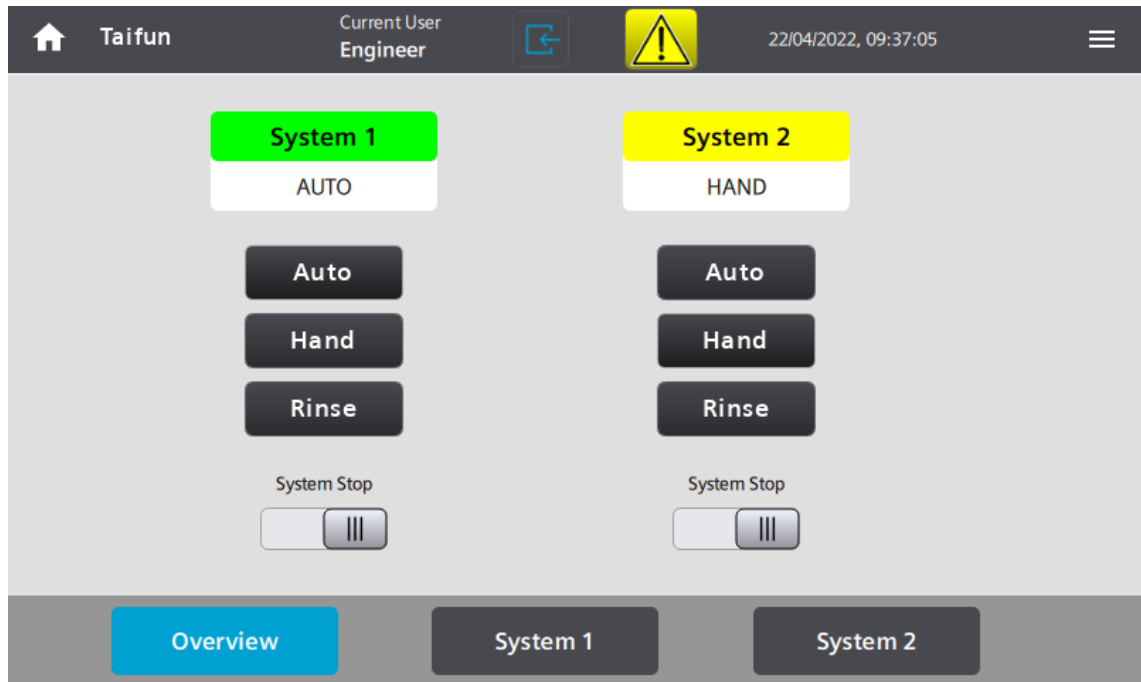 Taifun
Current User
Engineer
22/04/2022, 09:37:05
System 1
AUTO
System 2
HAND
Auto
Auto
Hand
Hand
Rinse
Rinse
System Stop
System Stop
Overview
System 1
System 2